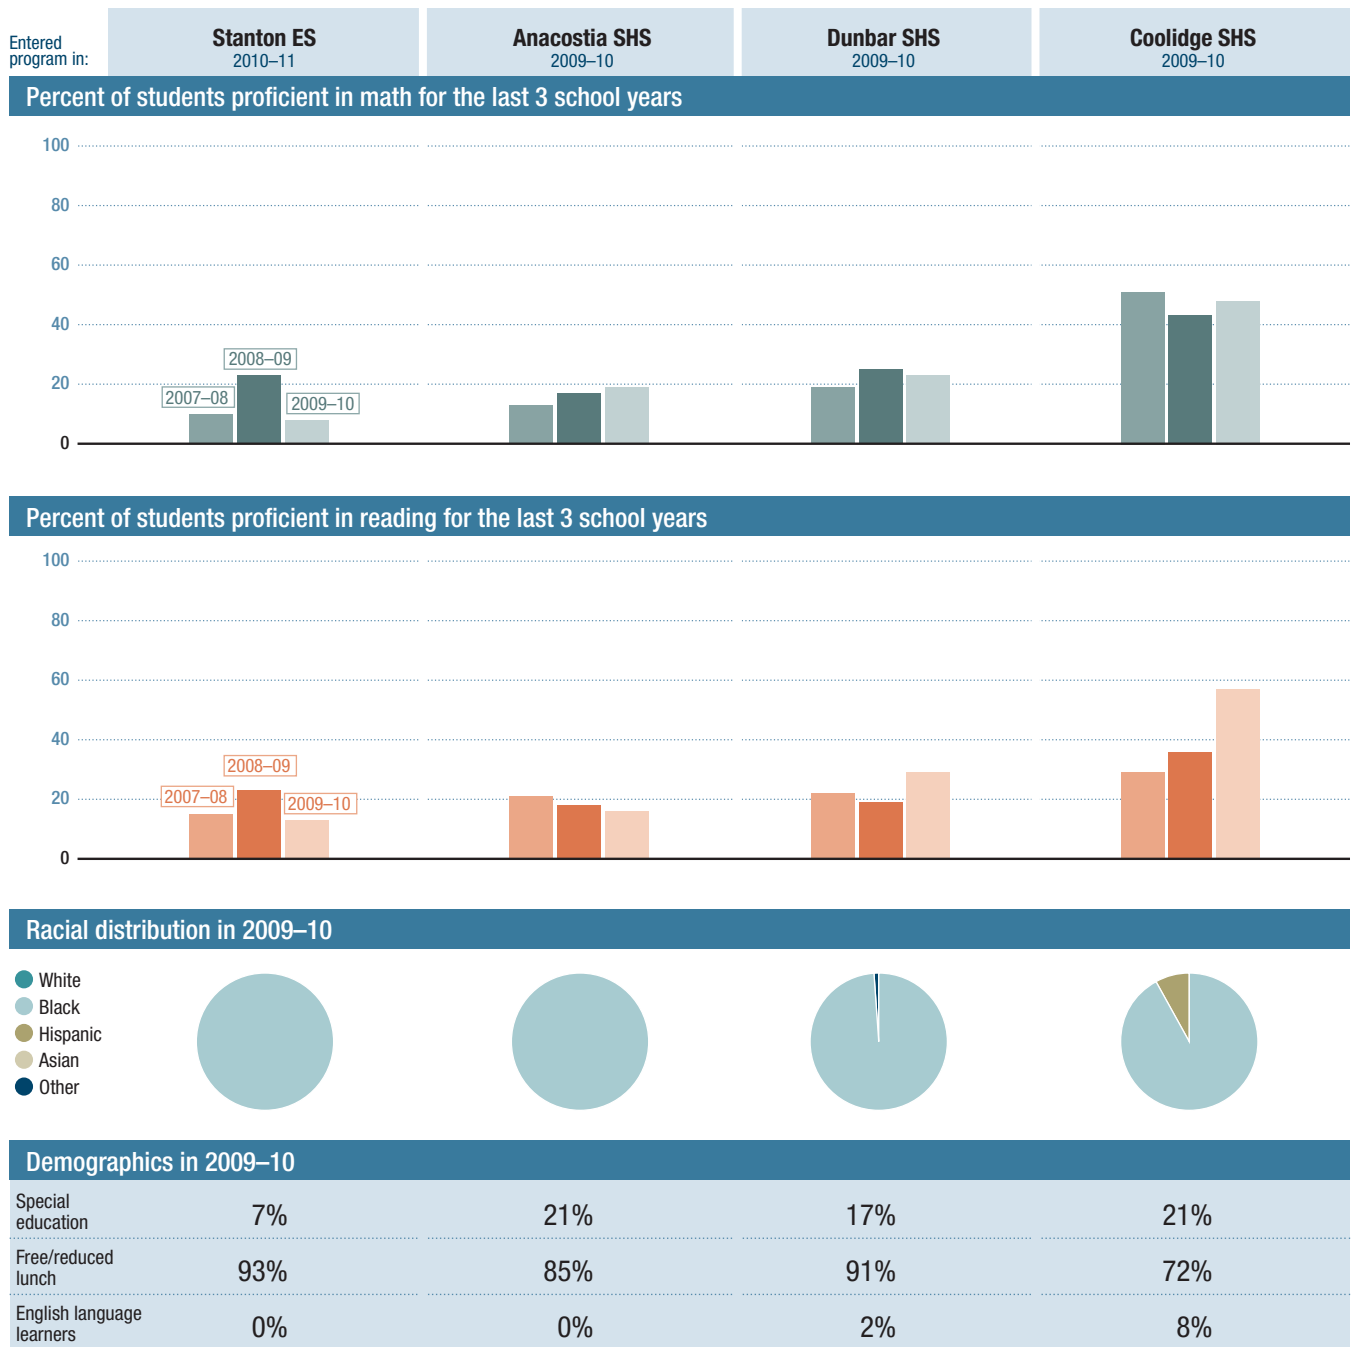 Entered
program in:
Stanton ES
2010–11
Anacostia SHS
2009–10
Dunbar SHS
2009–10
Coolidge SHS
2009–10
Percent of students proficient in math for the last 3 school years
100
80
60
40
20
0
2007–08
2008–09
2009–10
Percent of students proficient in reading for the last 3 school years
100
80
60
40
20
0
2007–08
2008–09
2009–10
Racial distribution in 2009–10
White
Black
Hispanic
Asian
Other
Demographics in 2009–10
Special
education
7% 21% 17% 21%
Free/reduced
lunch
93% 85% 91% 72%
English language
learners
0% 0% 2% 8%